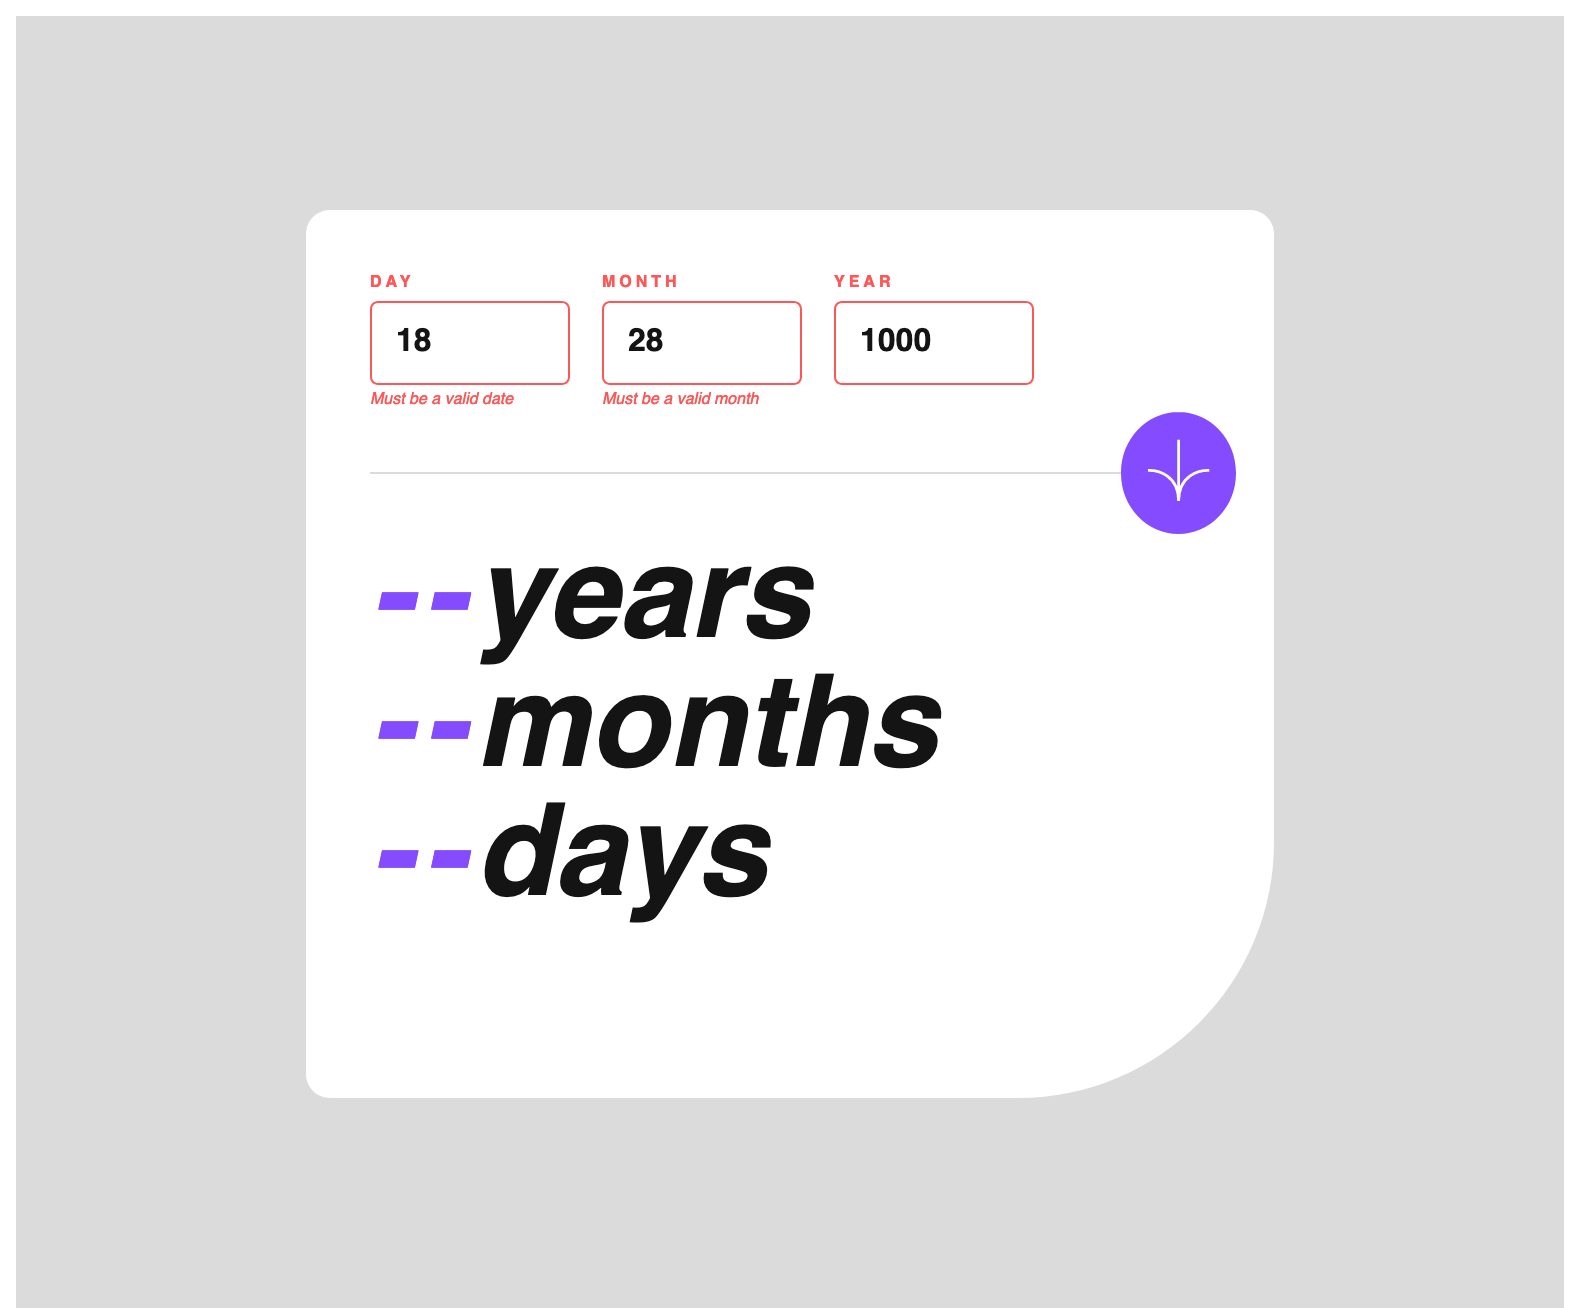 DAY MONTH YEAR
18 28 1000
Must be a valid date Must be a valid month
--years
--months
--days